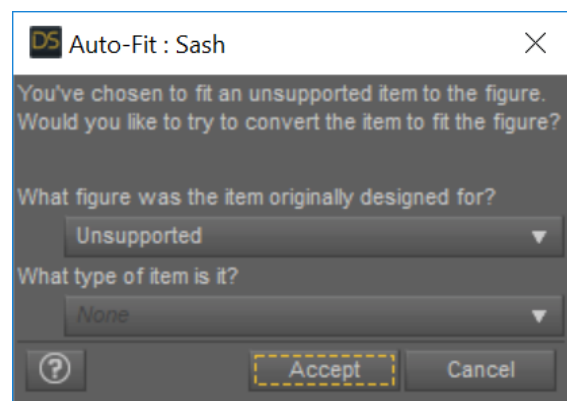 DS Auto-Fit : Sash
You've chosen to fit an unsupported item to the figure.
Would you like to try to convert the item to fit the figure?
What figure was the item originally designed for?
Unsupported
What type of item is it?
None
? Accept Cancel